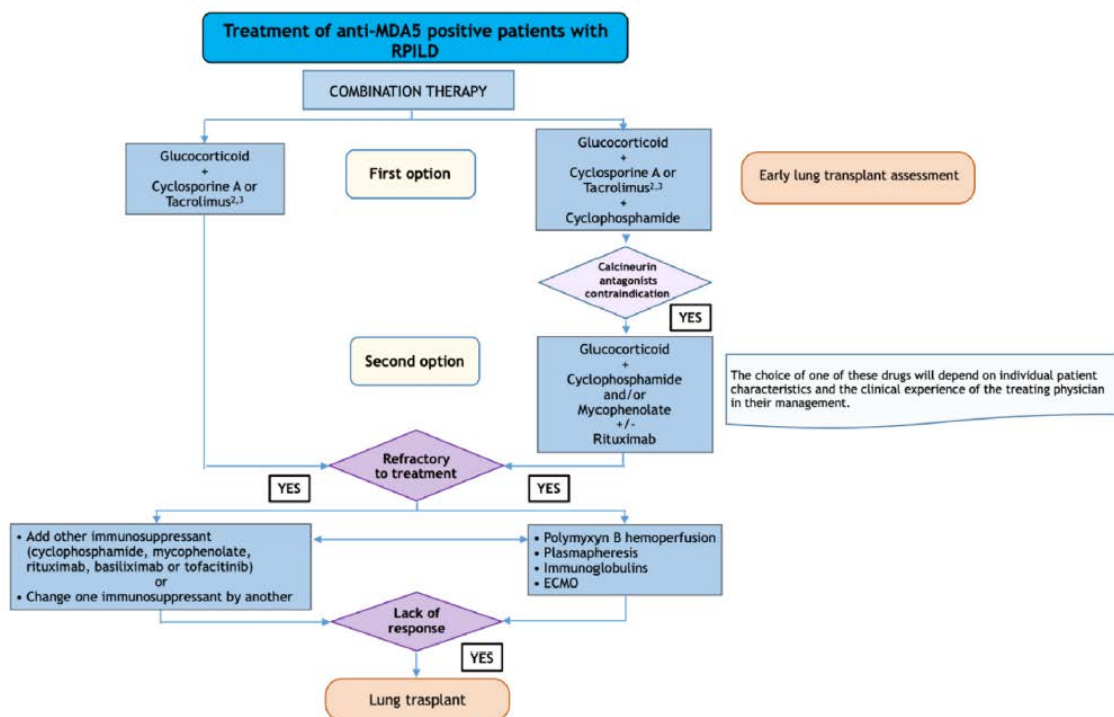 Treatment of anti-MDA5 positive patients with
RPILD
COMBINATION THERAPY
Glucocorticoid
+
Cyclosporine A or
Tacrolimus2,3
First option
Glucocorticoid
+
Cyclosporine A or
Tacrolimus2,3
+
Cyclophosphamide
Early lung transplant assessment
Calcineurin
antagonists
contraindication
YES
Second option
Glucocorticoid
+
Cyclophosphamide
and/or
Mycophenolate
+/-
Rituximab
The choice of one of these drugs will depend on individual patient
characteristics and the clinical experience of the treating physician
in their management.
Refractory
to treatment
YES
YES
• Add other immunosuppressant
(cyclophosphamide, mycophenolate,
rituximab, basiliximab or tofacitinib)
or
• Change one immunosuppressant by another
• Polymyxyn B hemoperfusion
• Plasmapheresis
• Immunoglobulins
• ECMO
Lack of
response
YES
Lung trasplant